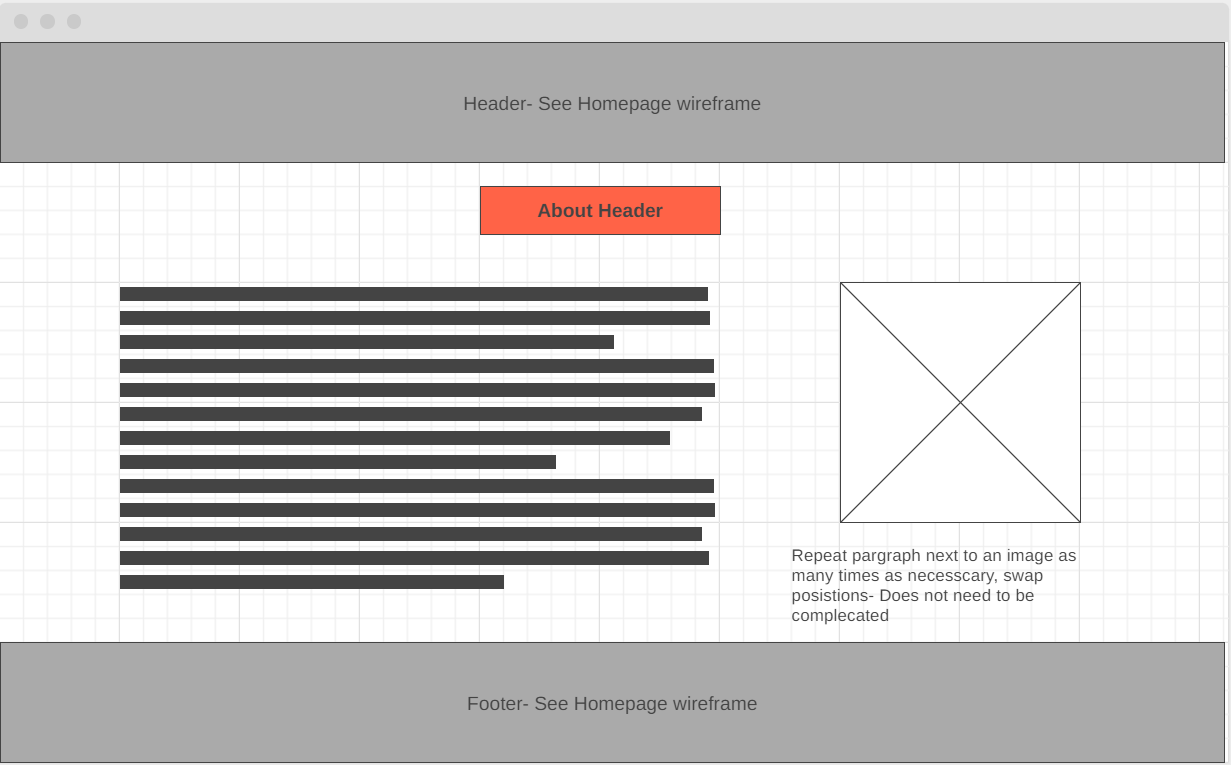 Header- See Homepage wireframe
About Header
Repeat pargraph next to an image as
many times as necesscary, swap
posistions- Does not need to be
complecated
Footer- See Homepage wireframe